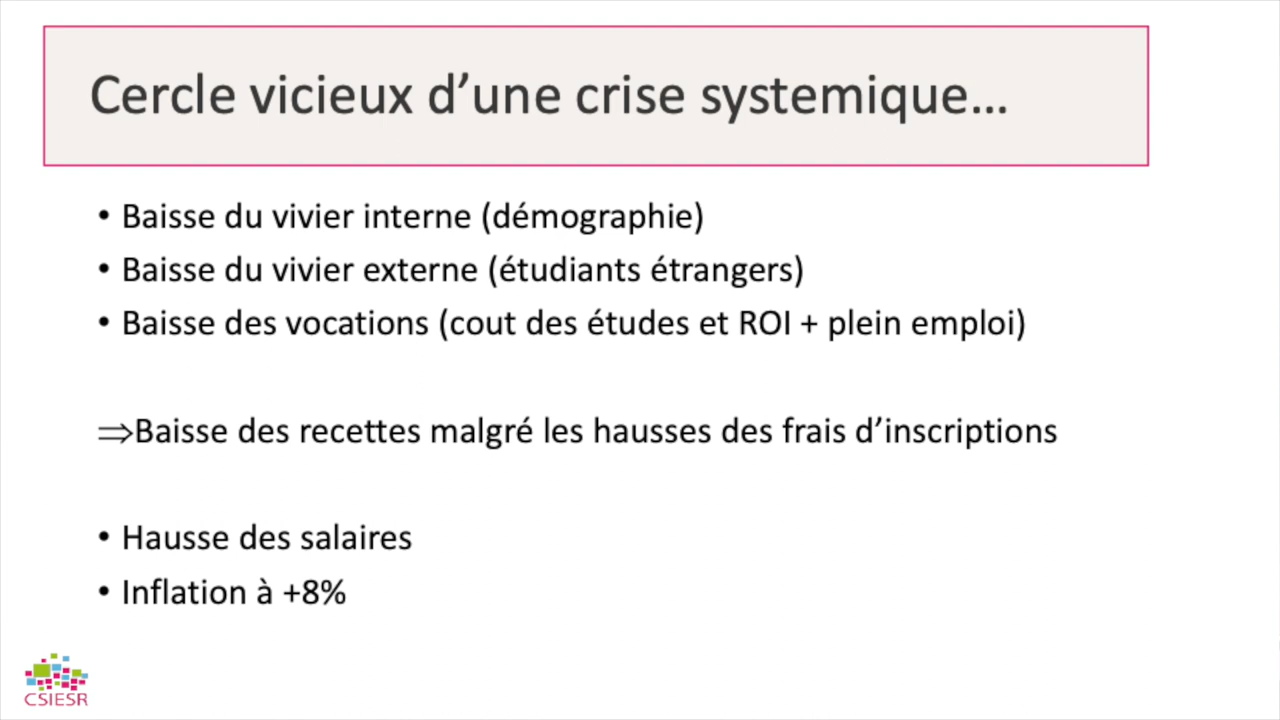 Cercle vicieux d’une crise systemique...
• Baisse du vivier interne (démographie)
• Baisse du vivier externe (étudiants étrangers)
• Baisse des vocations (cout des études et ROI + plein emploi)
⇒Baisse des recettes malgré les hausses des frais d’inscriptions
• Hausse des salaires
• Inflation à +8%
CSIESR